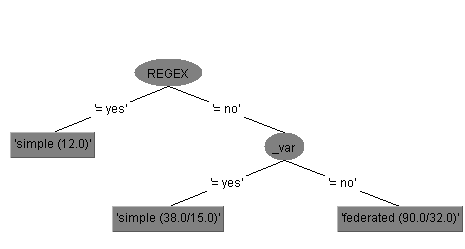 REGEX
'= yes'
'= no'
'simple (12.0)'
_var
'= yes'
'= no'
'simple (38.0/15.0)'
'federated (90.0/32.0)'